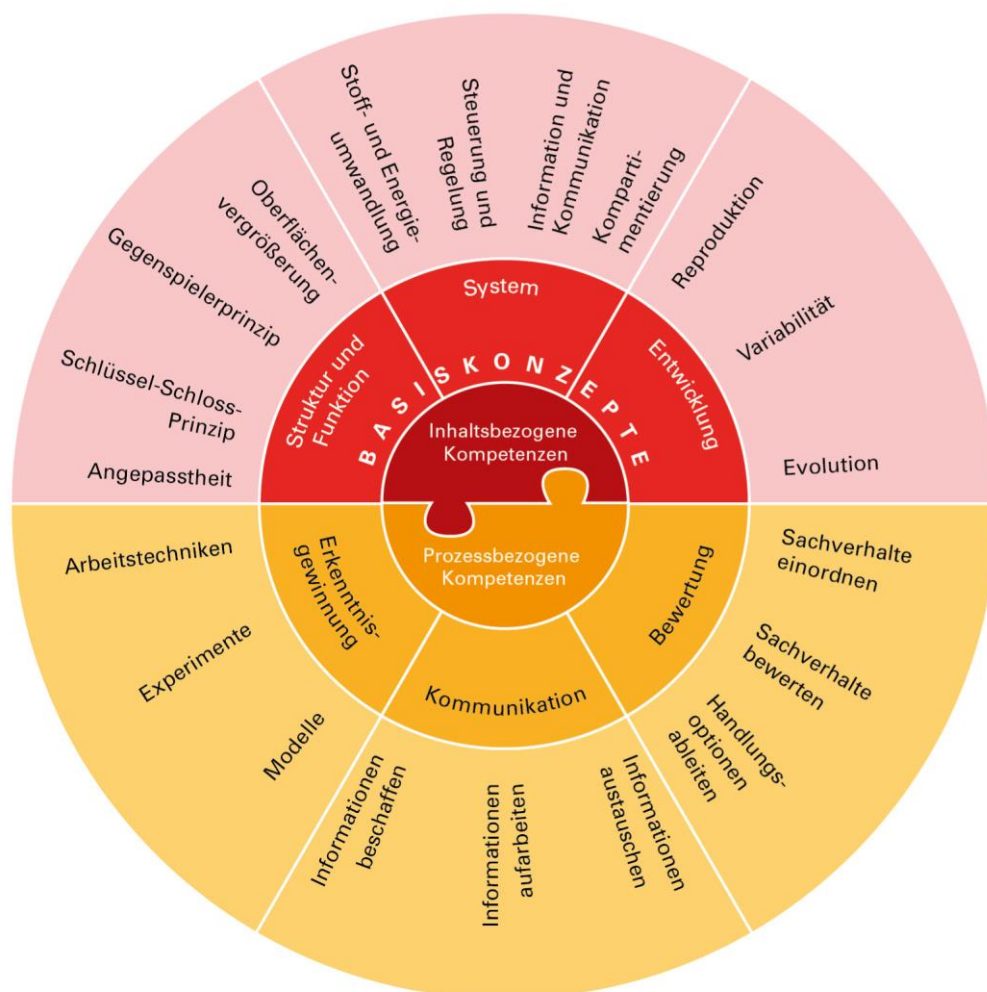 Stoff- und Energie-
umwandlung
Steuerung und
Regelung
Information und
Kommunikation
Komparti-
mentierung
Oberflächen-
vergrößerung
Gegenspielerprinzip
Schlüssel-Schloss-
Prinzip
Angepasstheit
Reproduktion
Variabilität
Evolution
System
Struktur und
Funktion
Entwicklung
BASISKONZEPTE
Inhaltsbezogene
Kompetenzen
Prozessbezogene
Kompetenzen
Erkenntnis-
gewinnung
Kommunikation
Bewertung
Arbeitstechniken
Experimente
Modelle
Informationen
beschaffen
Informationen
aufarbeiten
Informationen
austauschen
Handlungs-
optionen
ableiten
Sachverhalte
bewerten
Sachverhalte
einordnen